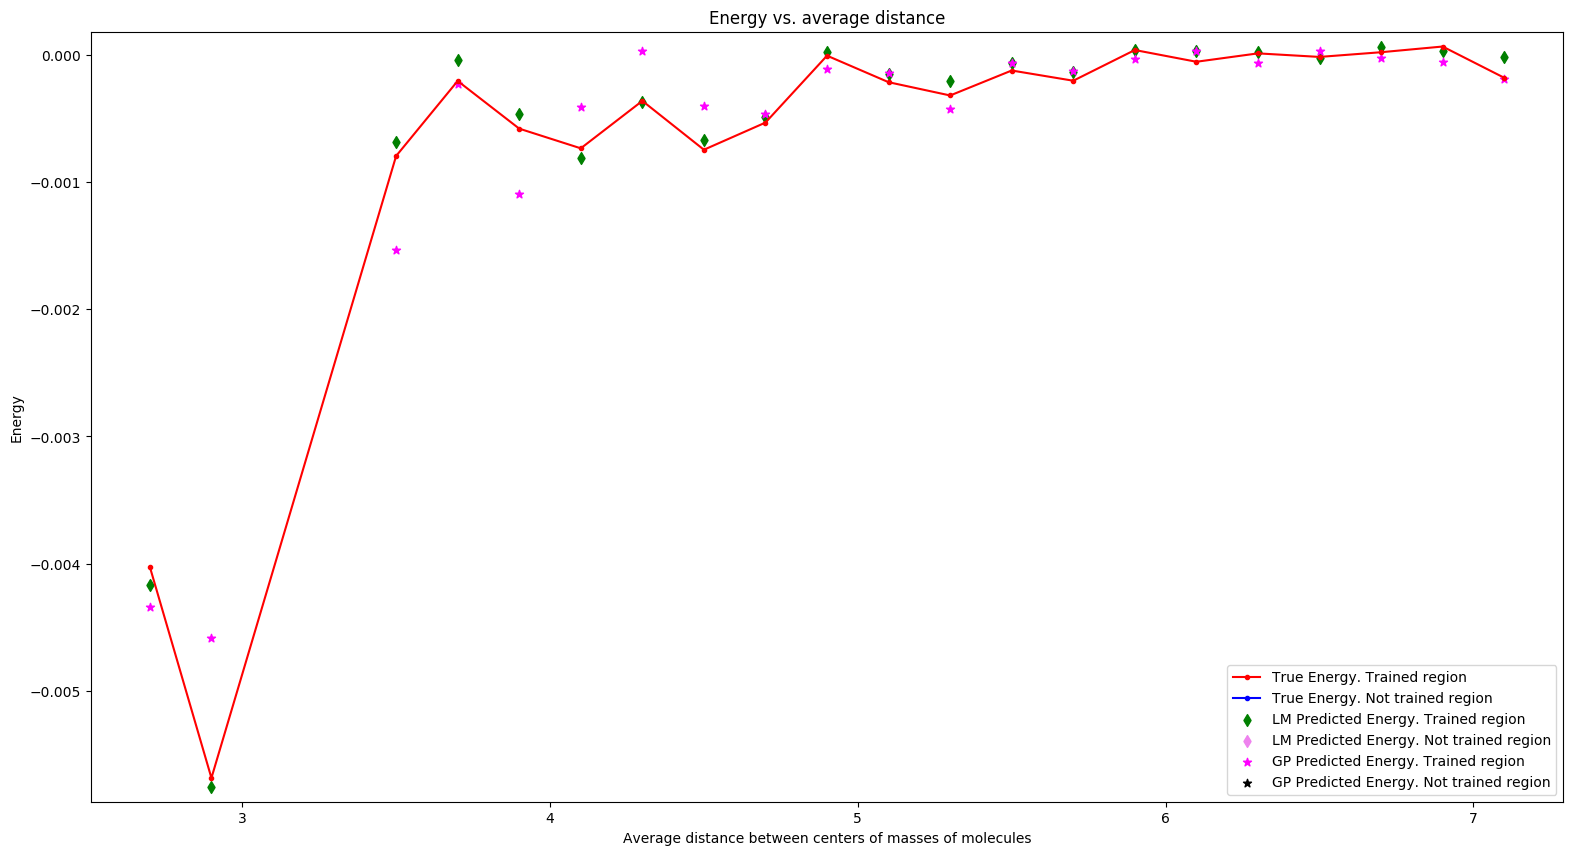 Energy vs. average distance
0.000
−0.001
−0.002
−0.003
−0.004
−0.005
Energy
3
4
5
6
7
Average distance between centers of masses of molecules
True Energy. Trained region
True Energy. Not trained region
LM Predicted Energy. Trained region
LM Predicted Energy. Not trained region
GP Predicted Energy. Trained region
GP Predicted Energy. Not trained region